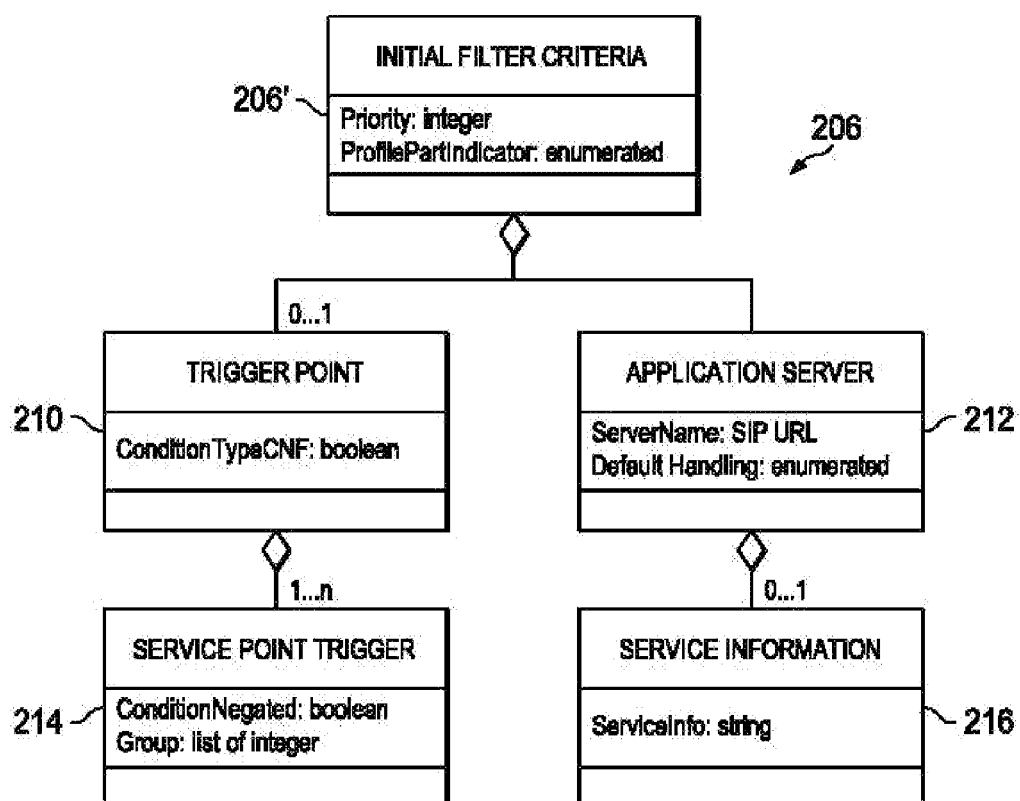 INITIAL FILTER CRITERIA
206'
Priority: integer
ProfilePartIndicator: enumerated
206
0...1
TRIGGER POINT
APPLICATION SERVER
210
ConditionTypeCNF: boolean
ServerName: SIP URL
Default Handling: enumerated
212
1...n
0...1
SERVICE POINT TRIGGER
SERVICE INFORMATION
214
ConditionNegated: boolean
Group: list of integer
ServiceInfo: string
216